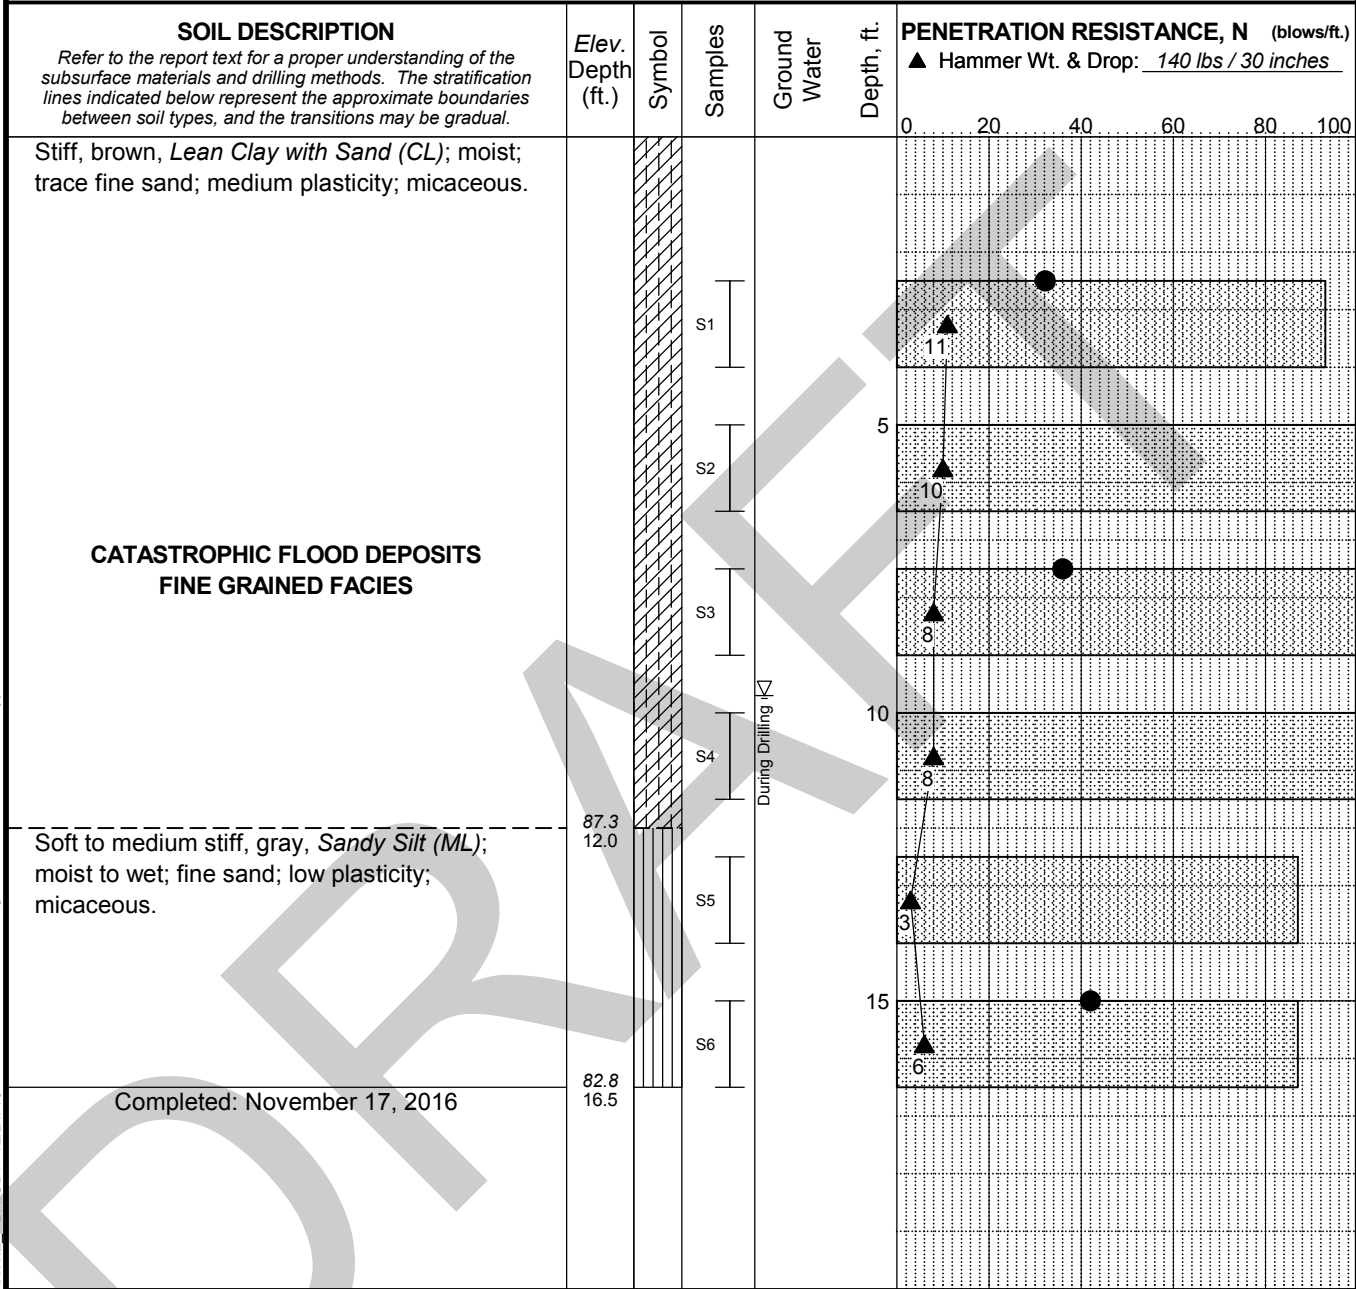 SOIL DESCRIPTION
Refer to the report text for a proper understanding of the
subsurface materials and drilling methods. The stratification
lines indicated below represent the approximate boundaries
between soil types, and the transitions may be gradual.
Elev.
Depth
(ft.)
Symbol
Samples
Ground
Water
Depth, ft.
PENETRATION RESISTANCE, N (blows/ft.)
▲ Hammer Wt. & Drop: 140 lbs / 30 inches
0 20 40 60 80 100
Stiff, brown, Lean Clay with Sand (CL); moist;
trace fine sand; medium plasticity; micaceous.
S1
11
5
S2
10
CATASTROPHIC FLOOD DEPOSITS
FINE GRAINED FACIES
S3
8
During Drilling
10
S4
8
87.3
12.0
Soft to medium stiff, gray, Sandy Silt (ML);
moist to wet; fine sand; low plasticity;
micaceous.
S5
3
15
S6
6
82.8
16.5
Completed: November 17, 2016
DRAFT